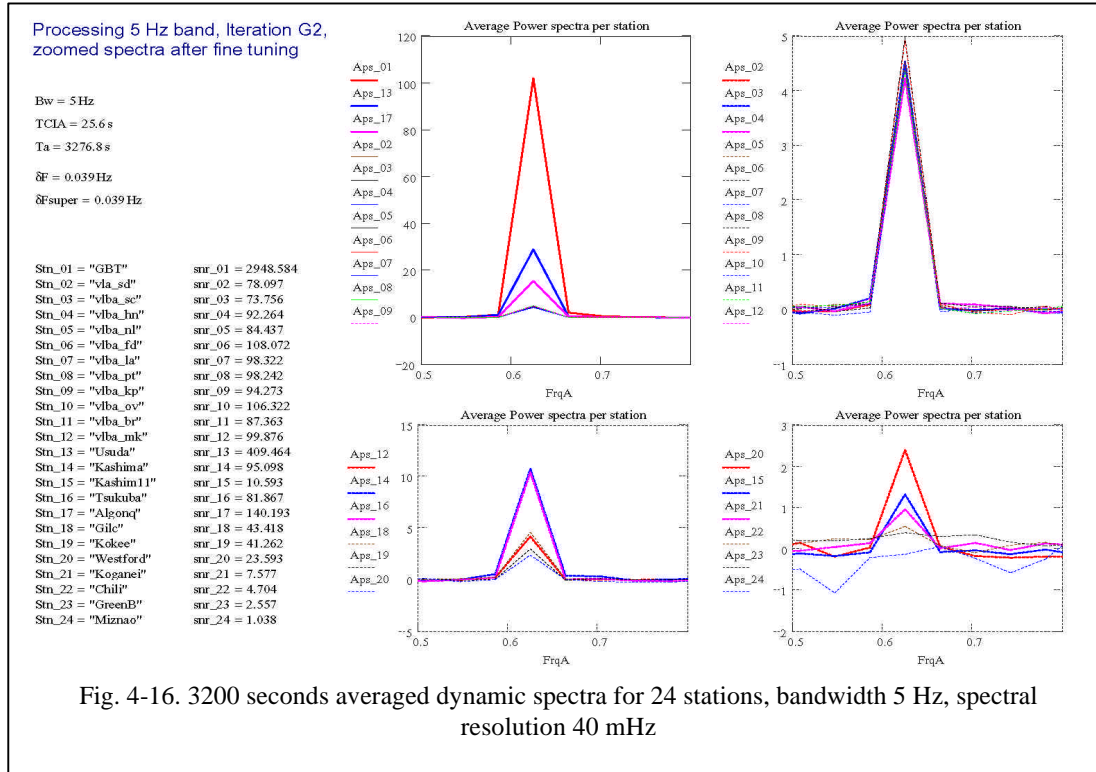 Processing 5 Hz band, Iteration G2,
zoomed spectra after fine tuning
Bw = 5 Hz
TCIA = 25.6 s
Ta = 3276.8 s
δF = 0.039 Hz
δFsuper = 0.039 Hz
Stn_01 = "GBT" snr_01 = 2948.584
Stn_02 = "vla_sd" snr_02 = 78.097
Stn_03 = "vlba_sc" snr_03 = 73.756
Stn_04 = "vlba_hn" snr_04 = 92.264
Stn_05 = "vlba_nl" snr_05 = 84.437
Stn_06 = "vlba_fd" snr_06 = 108.072
Stn_07 = "vlba_la" snr_07 = 98.322
Stn_08 = "vlba_pt" snr_08 = 98.242
Stn_09 = "vlba_kp" snr_09 = 94.273
Stn_10 = "vlba_ov" snr_10 = 106.322
Stn_11 = "vlba_br" snr_11 = 87.363
Stn_12 = "vlba_mk" snr_12 = 99.876
Stn_13 = "Usuda" snr_13 = 409.464
Stn_14 = "Kashima" snr_14 = 95.098
Stn_15 = "Kashim11" snr_15 = 10.593
Stn_16 = "Tsukuba" snr_16 = 81.867
Stn_17 = "Algonq" snr_17 = 140.193
Stn_18 = "Gilc" snr_18 = 43.418
Stn_19 = "Kokee" snr_19 = 41.262
Stn_20 = "Westford" snr_20 = 23.593
Stn_21 = "Koganei" snr_21 = 7.577
Stn_22 = "Chili" snr_22 = 4.704
Stn_23 = "GreenB" snr_23 = 2.557
Stn_24 = "Miznao" snr_24 = 1.038
Average Power spectra per station
Aps_01
Aps_13
Aps_17
Aps_02
Aps_03
Aps_04
Aps_05
Aps_06
Aps_07
Aps_08
Aps_09
120
100
80
60
40
20
0
-20
0.5 0.6 0.7
FrqA
Average Power spectra per station
Aps_02
Aps_03
Aps_04
Aps_05
Aps_06
Aps_07
Aps_08
Aps_09
Aps_10
Aps_11
Aps_12
5
4
3
2
1
0
-1
0.5 0.6 0.7
FrqA
Average Power spectra per station
Aps_12
Aps_14
Aps_16
Aps_18
Aps_19
Aps_20
15
10
5
0
-5
0.5 0.6 0.7
FrqA
Average Power spectra per station
Aps_20
Aps_15
Aps_21
Aps_22
Aps_23
Aps_24
3
2
1
0
-1
-2
0.5 0.6 0.7
FrqA
Fig. 4-16. 3200 seconds averaged dynamic spectra for 24 stations, bandwidth 5 Hz, spectral
resolution 40 mHz